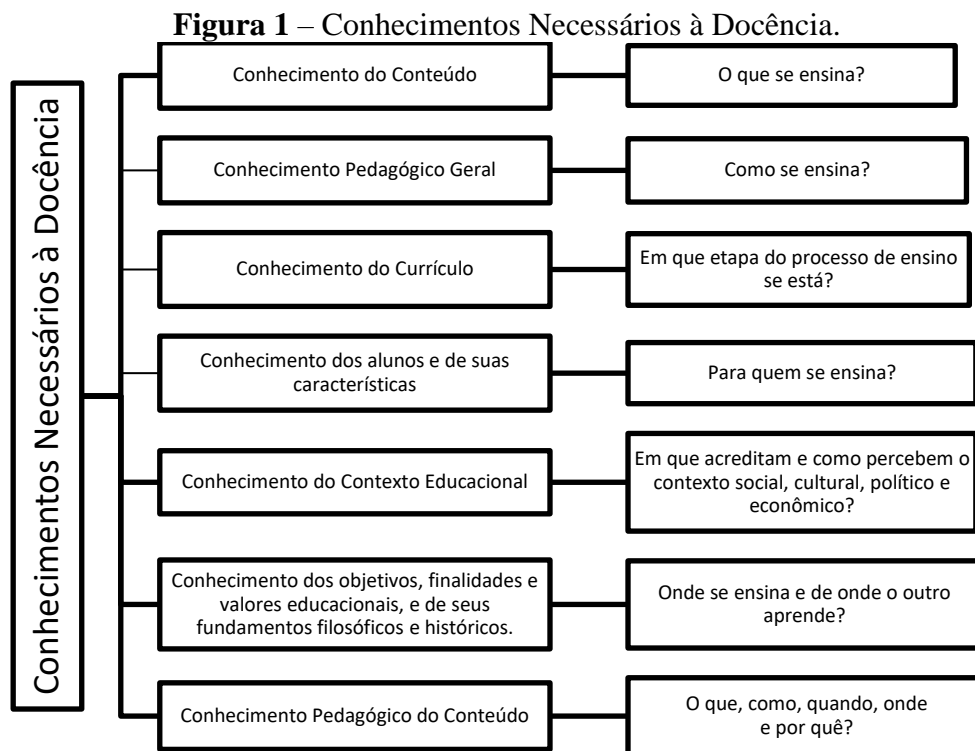 Figura 1 – Conhecimentos Necessários à Docência.
Conhecimentos Necessários à Docência
Conhecimento do Conteúdo
O que se ensina?
Conhecimento Pedagógico Geral
Como se ensina?
Conhecimento do Currículo
Em que etapa do processo de ensino
se está?
Conhecimento dos alunos e de suas
características
Para quem se ensina?
Conhecimento do Contexto Educacional
Em que acreditam e como percebem o
contexto social, cultural, político e
econômico?
Conhecimento dos objetivos, finalidades e
valores educacionais, e de seus
fundamentos filosóficos e históricos.
Onde se ensina e de onde o outro
aprende?
Conhecimento Pedagógico do Conteúdo
O que, como, quando, onde
e por quê?